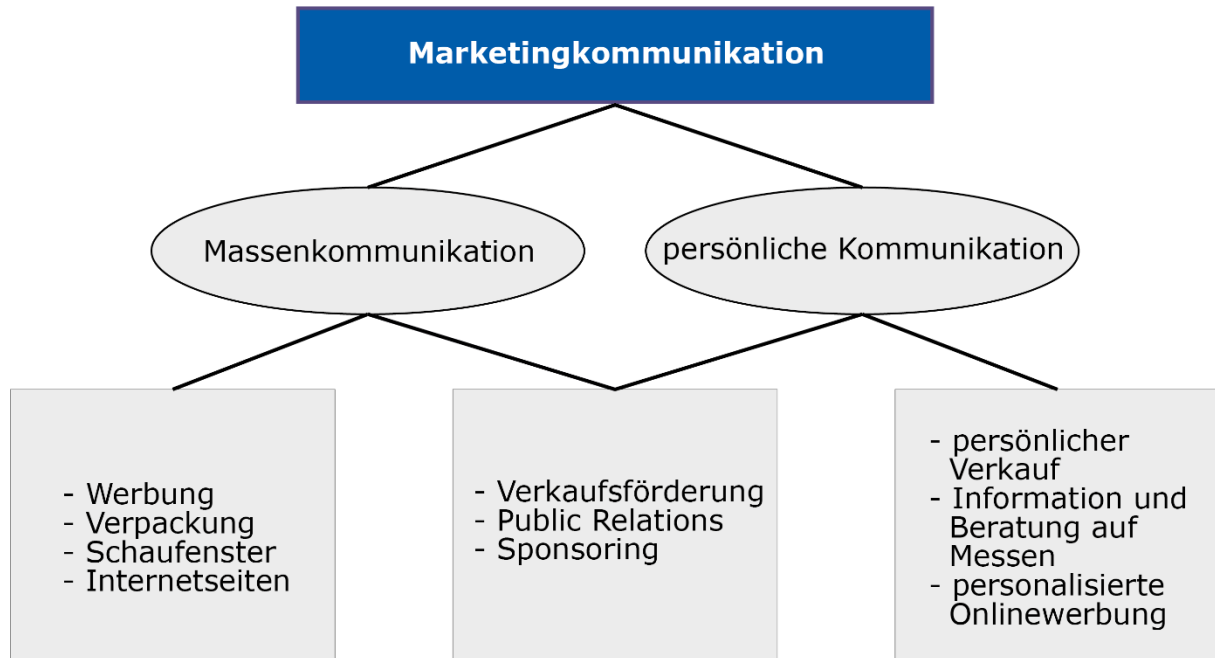 Marketingkommunikation
Massenkommunikation
persönliche Kommunikation
- Werbung
- Verpackung
- Schaufenster
- Internetseiten
- Verkaufsförderung
- Public Relations
- Sponsoring
- persönlicher
Verkauf
- Information und
Beratung auf
Messen
- personalisierte
Onlinewerbung